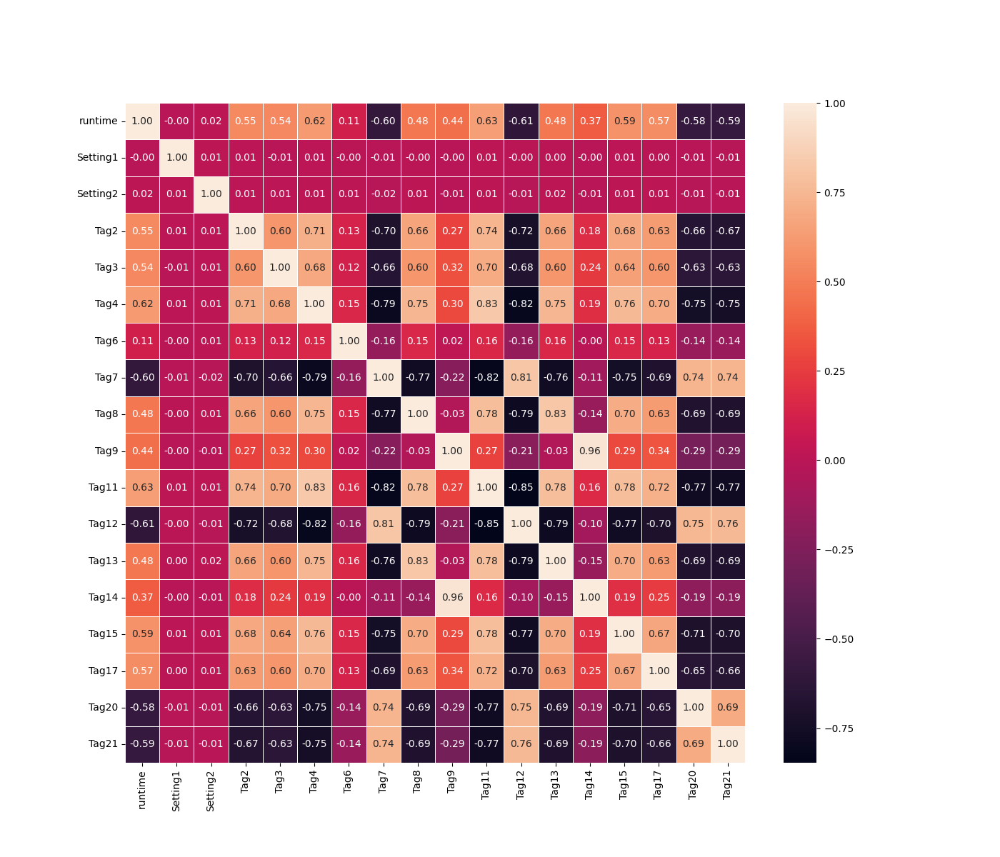 runtime 1.00 -0.00 0.02 0.55 0.54 0.62 0.11 -0.60 0.48 0.44 0.63 -0.61 0.48 0.37 0.59 0.57 -0.58 -0.59
Setting1 -0.00 1.00 0.01 0.01 -0.01 0.01 -0.00 -0.01 -0.00 -0.00 0.01 -0.00 0.00 -0.00 0.01 0.00 -0.01 -0.01
Setting2 0.02 0.01 1.00 0.01 0.01 0.01 0.01 -0.02 0.01 -0.01 0.01 -0.01 0.02 -0.01 0.01 0.01 -0.01 -0.01
Tag2 0.55 0.01 0.01 1.00 0.60 0.71 0.13 -0.70 0.66 0.27 0.74 -0.72 0.66 0.18 0.68 0.63 -0.66 -0.67
Tag3 0.54 -0.01 0.01 0.60 1.00 0.68 0.12 -0.66 0.60 0.32 0.70 -0.68 0.60 0.24 0.64 0.60 -0.63 -0.63
Tag4 0.62 0.01 0.01 0.71 0.68 1.00 0.15 -0.79 0.75 0.30 0.83 -0.82 0.75 0.19 0.76 0.70 -0.75 -0.75
Tag6 0.11 -0.00 0.01 0.13 0.12 0.15 1.00 -0.16 0.15 0.02 0.16 -0.16 0.16 -0.00 0.15 0.13 -0.14 -0.14
Tag7 -0.60 -0.01 -0.02 -0.70 -0.66 -0.79 -0.16 1.00 -0.77 -0.22 -0.82 0.81 -0.76 -0.11 -0.75 -0.69 0.74 0.74
Tag8 0.48 -0.00 0.01 0.66 0.60 0.75 0.15 -0.77 1.00 -0.03 0.78 -0.79 0.83 -0.14 0.70 0.63 -0.69 -0.69
Tag9 0.44 -0.00 -0.01 0.27 0.32 0.30 0.02 -0.22 -0.03 1.00 0.27 -0.21 -0.03 0.96 0.29 0.34 -0.29 -0.29
Tag11 0.63 0.01 0.01 0.74 0.70 0.83 0.16 -0.82 0.78 0.27 1.00 -0.85 0.78 0.16 0.78 0.72 -0.77 -0.77
Tag12 -0.61 -0.00 -0.01 -0.72 -0.68 -0.82 -0.16 0.81 -0.79 -0.21 -0.85 1.00 -0.79 -0.10 -0.77 -0.70 0.75 0.76
Tag13 0.48 0.00 0.02 0.66 0.60 0.75 0.16 -0.76 0.83 -0.03 0.78 -0.79 1.00 -0.15 0.70 0.63 -0.69 -0.69
Tag14 0.37 -0.00 -0.01 0.18 0.24 0.19 -0.00 -0.11 -0.14 0.96 0.16 -0.10 -0.15 1.00 0.19 0.25 -0.19 -0.19
Tag15 0.59 0.01 0.01 0.68 0.64 0.76 0.15 -0.75 0.70 0.29 0.78 -0.77 0.70 0.19 1.00 0.67 -0.71 -0.70
Tag17 0.57 0.00 0.01 0.63 0.60 0.70 0.13 -0.69 0.63 0.34 0.72 -0.70 0.63 0.25 0.67 1.00 -0.65 -0.66
Tag20 -0.58 -0.01 -0.01 -0.66 -0.63 -0.75 -0.14 0.74 -0.69 -0.29 -0.77 0.75 -0.69 -0.19 -0.71 -0.65 1.00 0.69
Tag21 -0.59 -0.01 -0.01 -0.67 -0.63 -0.75 -0.14 0.74 -0.69 -0.29 -0.77 0.76 -0.69 -0.19 -0.70 -0.66 0.69 1.00
runtime Setting1 Setting2 Tag2 Tag3 Tag4 Tag6 Tag7 Tag8 Tag9 Tag11 Tag12 Tag13 Tag14 Tag15 Tag17 Tag20 Tag21
1.00
0.75
0.50
0.25
0.00
−0.25
−0.50
−0.75